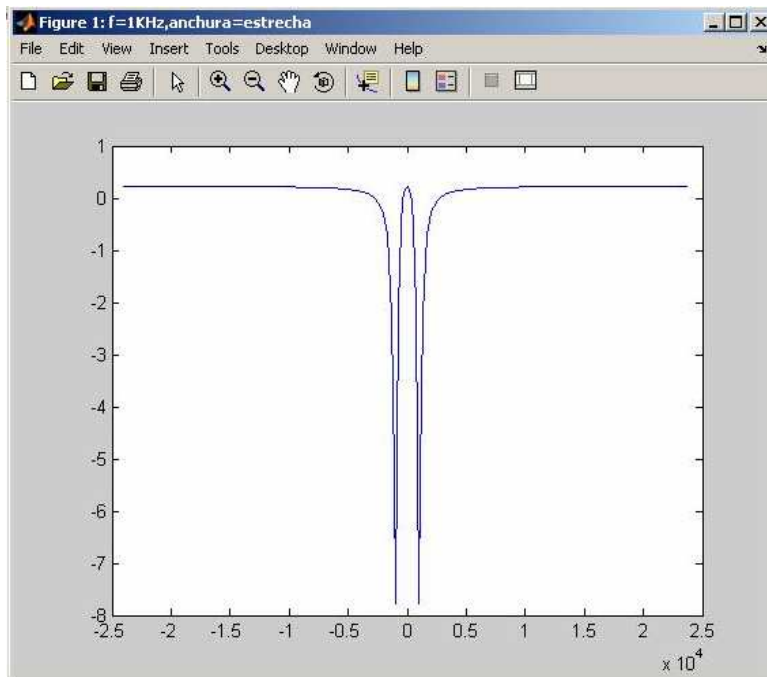 Figure 1: f=1KHz,anchura=estrecha
File Edit View Insert Tools Desktop Window Help
1
0
-1
-2
-3
-4
-5
-6
-7
-8
-2.5 -2 -1.5 -1 -0.5 0 0.5 1 1.5 2 2.5
x 10^4